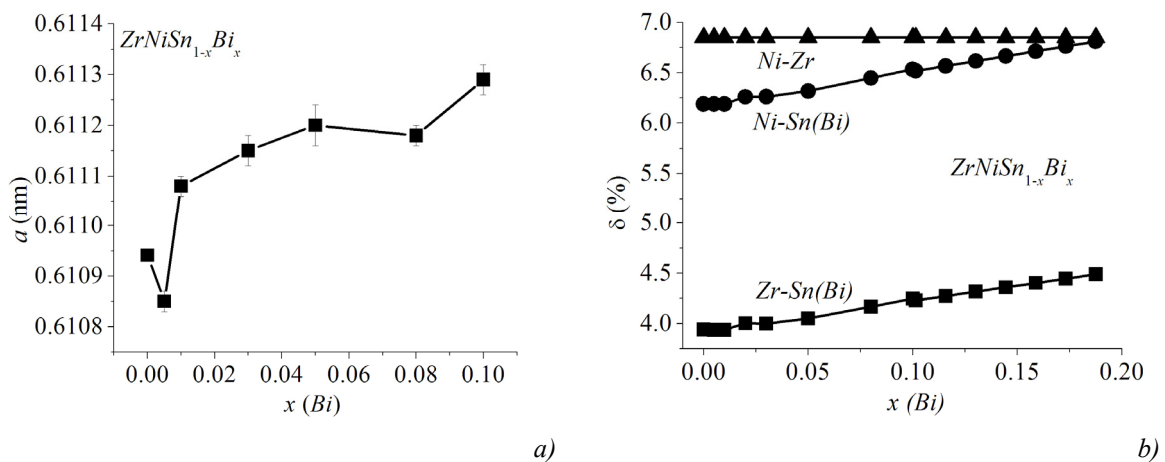 0.6114
0.6113
0.6112
0.6111
0.6110
0.6109
0.6108
a (nm)
ZrNiSn1-xBix
0.00 0.02 0.04 0.06 0.08 0.10
x (Bi)
a)
7.0
6.5
6.0
5.5
5.0
4.5
4.0
δ (%)
Ni-Zr
Ni-Sn(Bi)
ZrNiSn1-xBix
Zr-Sn(Bi)
0.00 0.05 0.10 0.15 0.20
x (Bi)
b)